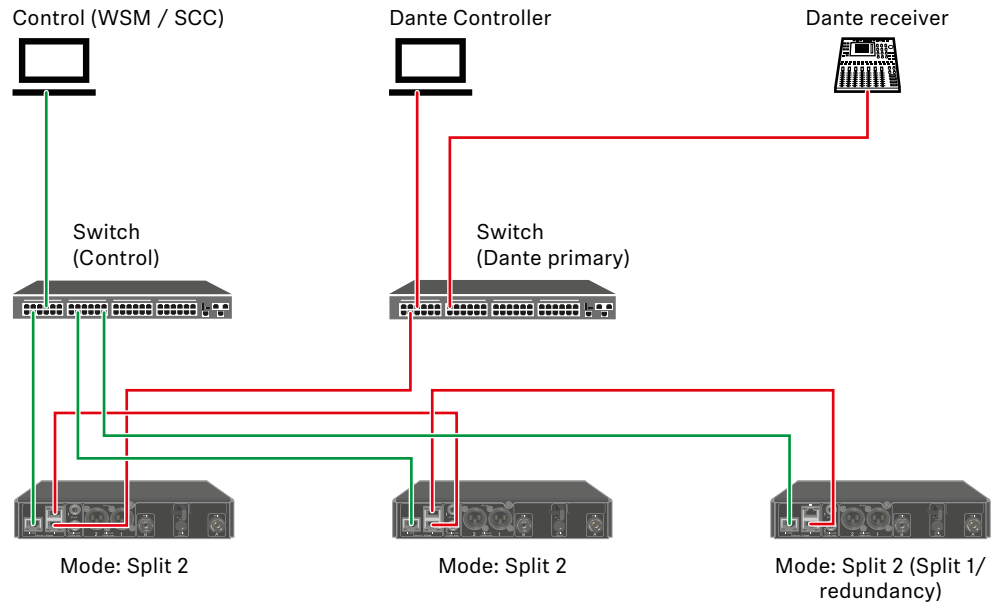 Control (WSM / SCC)
Dante Controller
Dante receiver
Switch
(Control)
Switch
(Dante primary)
Mode: Split 2
Mode: Split 2
Mode: Split 2 (Split 1/
redundancy)